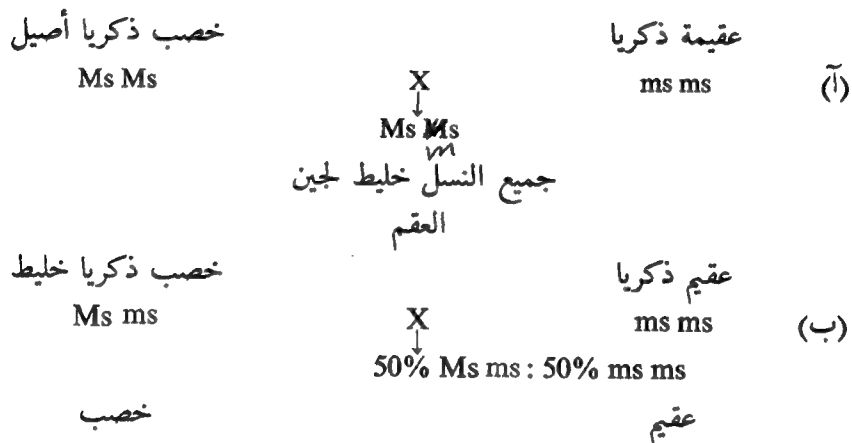 عقيمة ذكريا خصب ذكريا أصيل
(آ) ms ms X Ms Ms
Ms Ms
m
جميع النسل خليط لجين
العقم
عقيم ذكريا خصب ذكريا خليط
(ب) ms ms X Ms ms
50% Ms ms : 50% ms ms
عقيم خصب